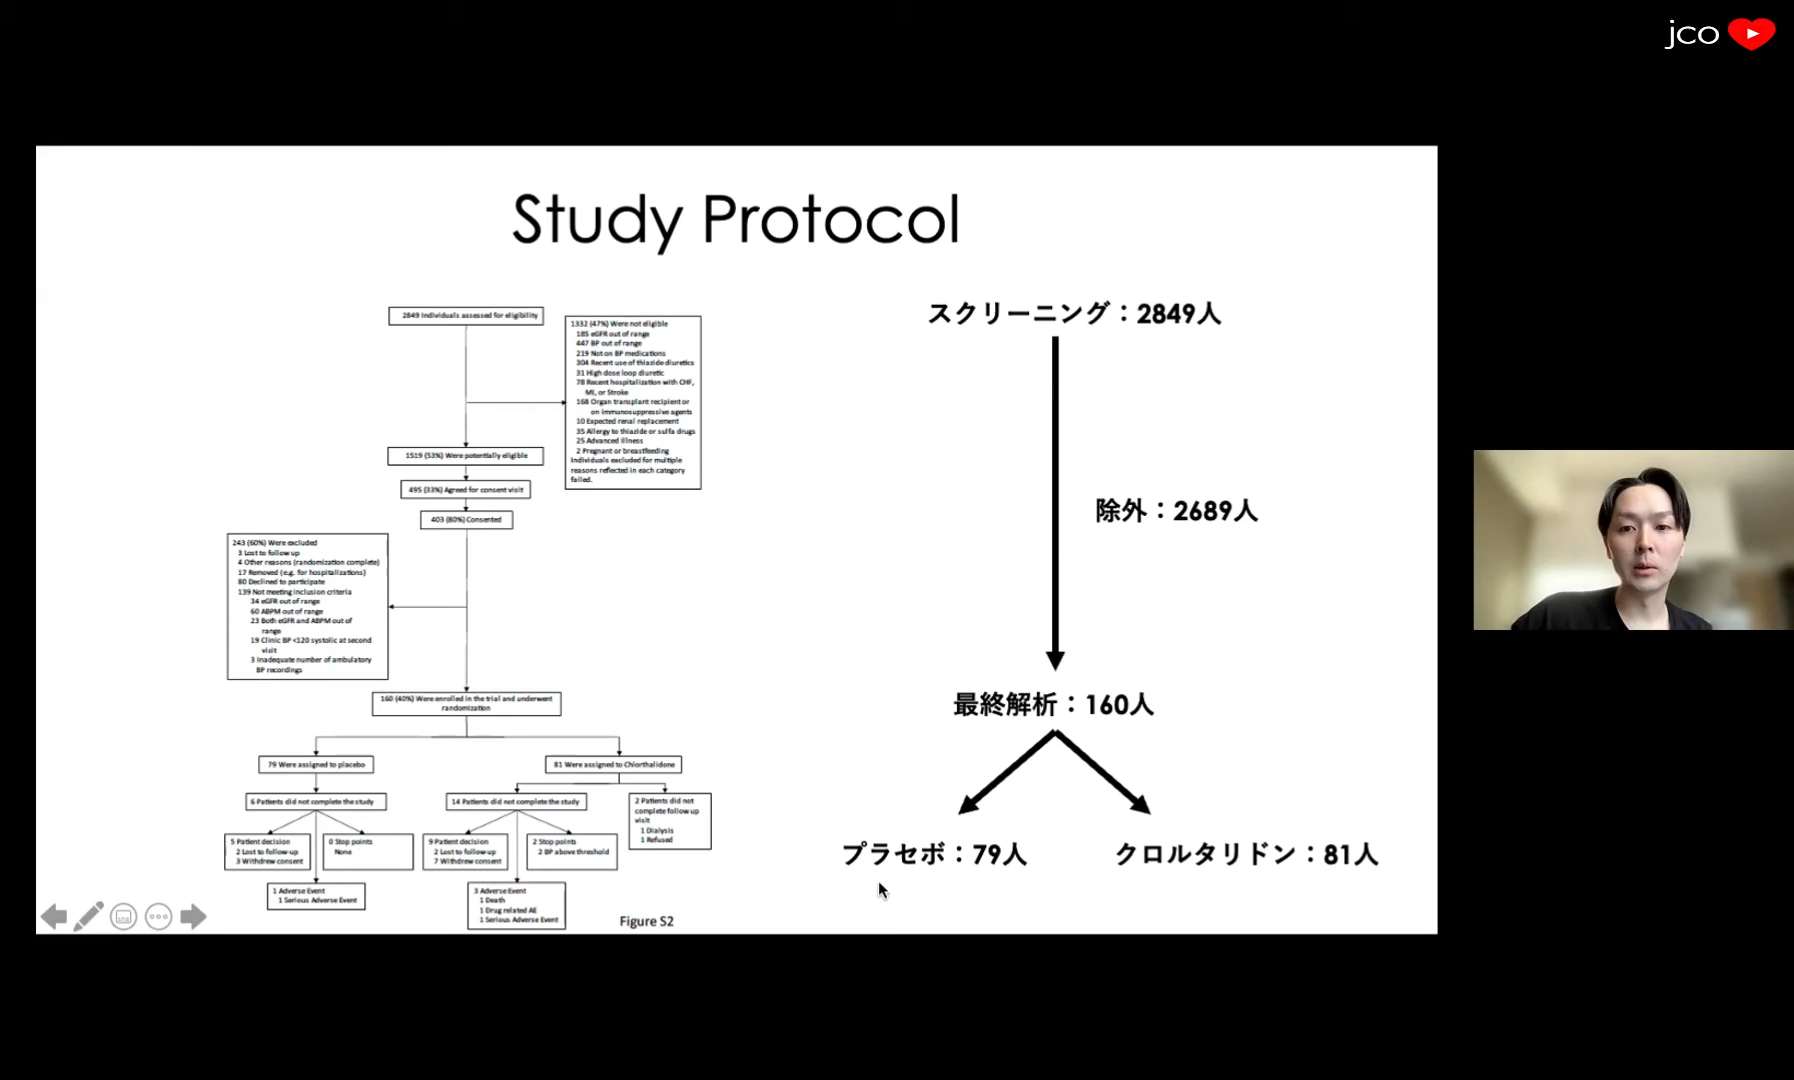 jco
Study Protocol
2849 Individuals assessed for eligibility
1332 (47%) Were not eligible
185 eGFR out of range
447 BP out of range
219 Not on BP medications
304 Recent use of thiazide diuretics
31 High dose loop diuretic
78 Recent hospitalization with CHF,
MI, or Stroke
168 Organ transplant recipient or
on immunosuppressive agents
10 Expected renal replacement
35 Allergy to thiazide or sulfa drugs
25 Advanced illness
2 Pregnant or breastfeeding
Individuals excluded for multiple
reasons reflected in each category
failed.
1519 (53%) Were potentially eligible
495 (33%) Agreed for consent visit
403 (80%) Consented
243 (60%) Were excluded
3 Lost to follow up
4 Other reasons (randomization complete)
17 Removed (e.g. for hospitalizations)
80 Declined to participate
139 Not meeting inclusion criteria
34 eGFR out of range
60 ABPM out of range
23 Both eGFR and ABPM out of
range
19 Clinic BP <120 systolic at second
visit
3 Inadequate number of ambulatory
BP recordings
160 (40%) Were enrolled in the trial and underwent
randomization
79 Were assigned to placebo
81 Were assigned to Chlorthalidone
6 Patients did not complete the study
14 Patients did not complete the study
2 Patients did not
complete follow up
visit
1 Dialysis
1 Refused
5 Patient decision
2 Lost to follow-up
3 Withdrew consent
0 Stop points
None
9 Patient decision
2 Lost to follow-up
7 Withdrew consent
2 Stop points
2 BP above threshold
1 Adverse Event
1 Serious Adverse Event
3 Adverse Event
1 Death
1 Drug related AE
1 Serious Adverse Event
Figure S2
スクリーニング：2849人
除外：2689人
最終解析：160人
プラセボ：79人
クロルタリドン：81人